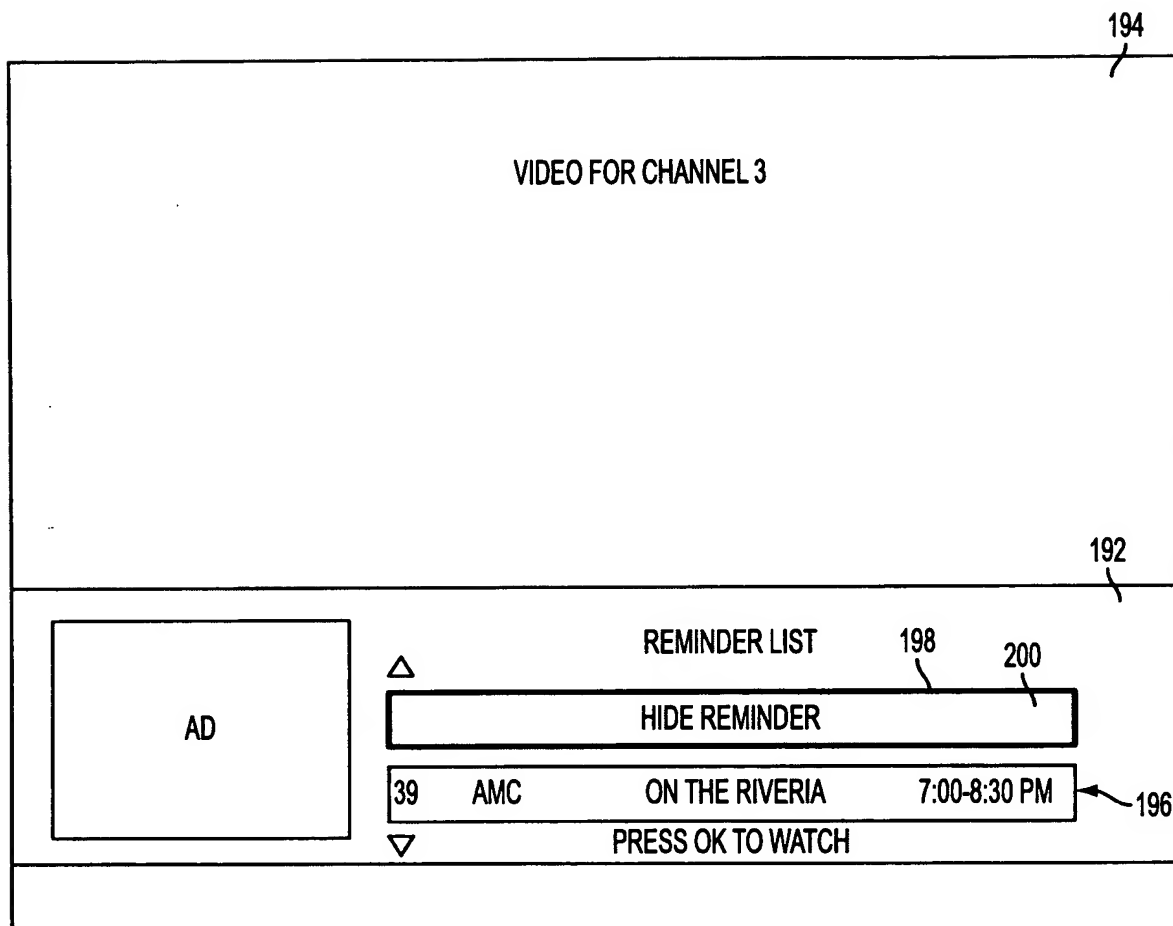 194
VIDEO FOR CHANNEL 3
192
REMINDER LIST
198
200
AD
HIDE REMINDER
39 AMC ON THE RIVERIA 7:00-8:30 PM
196
PRESS OK TO WATCH